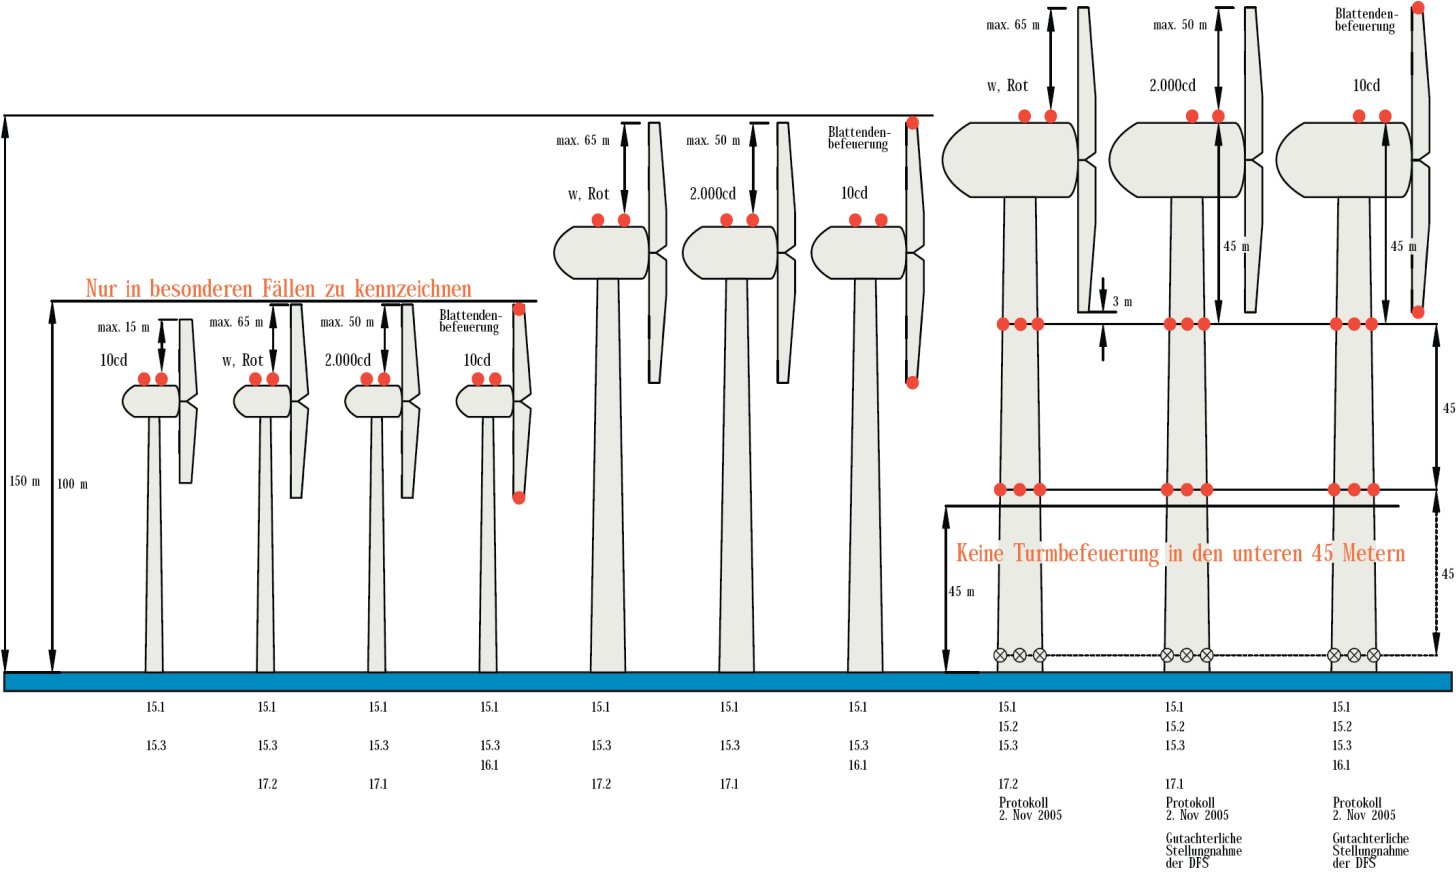 max. 65 m
max. 50 m
Blattenden-
befeuerung
w, Rot
2.000cd
10cd
max. 65 m
max. 50 m
Blattenden-
befeuerung
w, Rot
2.000cd
10cd
45 m
45 m
Nur in besonderen Fällen zu kennzeichnen
3 m
max. 15 m
max. 65 m
max. 50 m
Blattenden-
befeuerung
10cd
w, Rot
2.000cd
10cd
45
150 m
100 m
Keine Turmbefeuerung in den unteren 45 Metern
45
45 m
15.1
15.1
15.1
15.1
15.1
15.1
15.1
15.1
15.1
15.1
15.2
15.2
15.2
15.3
15.3
15.3
15.3
15.3
15.3
15.3
15.3
15.3
15.3
16.1
16.1
16.1
17.2
17.1
17.2
17.1
17.2
17.1
Protokoll
2. Nov 2005
Protokoll
2. Nov 2005
Protokoll
2. Nov 2005
Gutachterliche
Stellungnahme
der DFS
Gutachterliche
Stellungnahme
der DFS